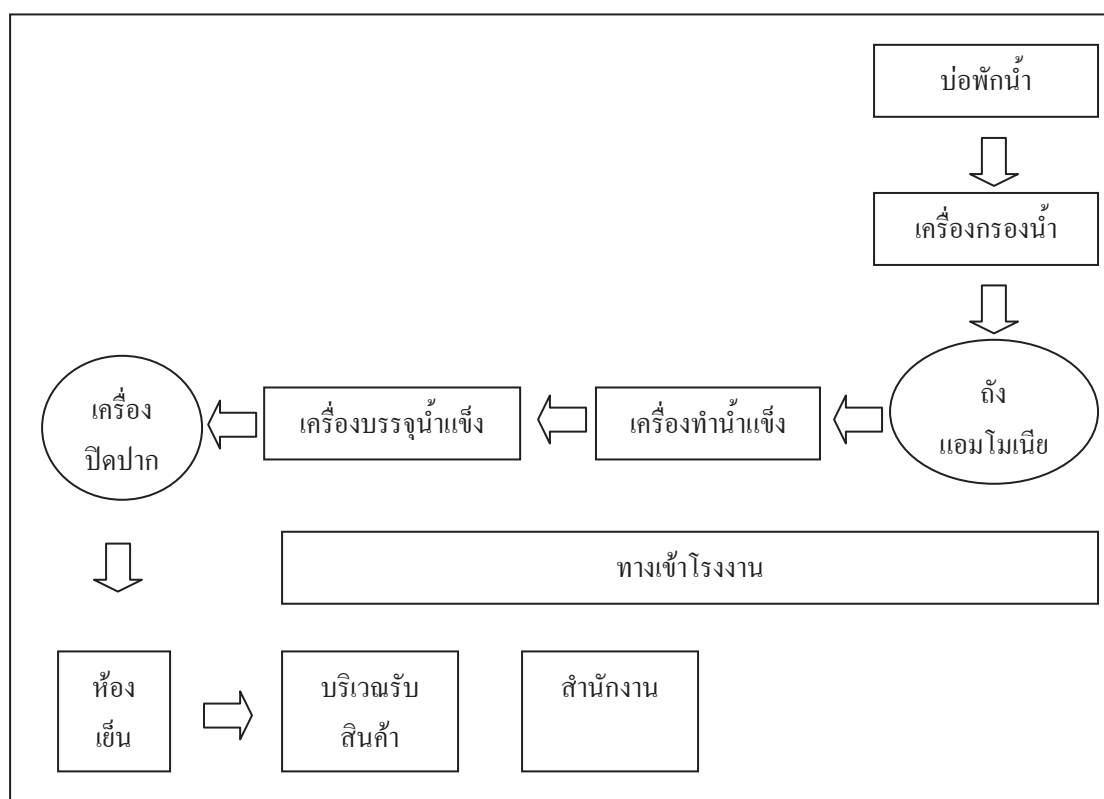 บ่อพักน้ำ
เครื่องกรองน้ำ
ถัง
แอมโมเนีย
เครื่องทำน้ำแข็ง
เครื่องบรรจุน้ำแข็ง
เครื่อง
ปิดปาก
ทางเข้าโรงงาน
ห้อง
เย็น
บริเวณรับ
สินค้า
สำนักงาน